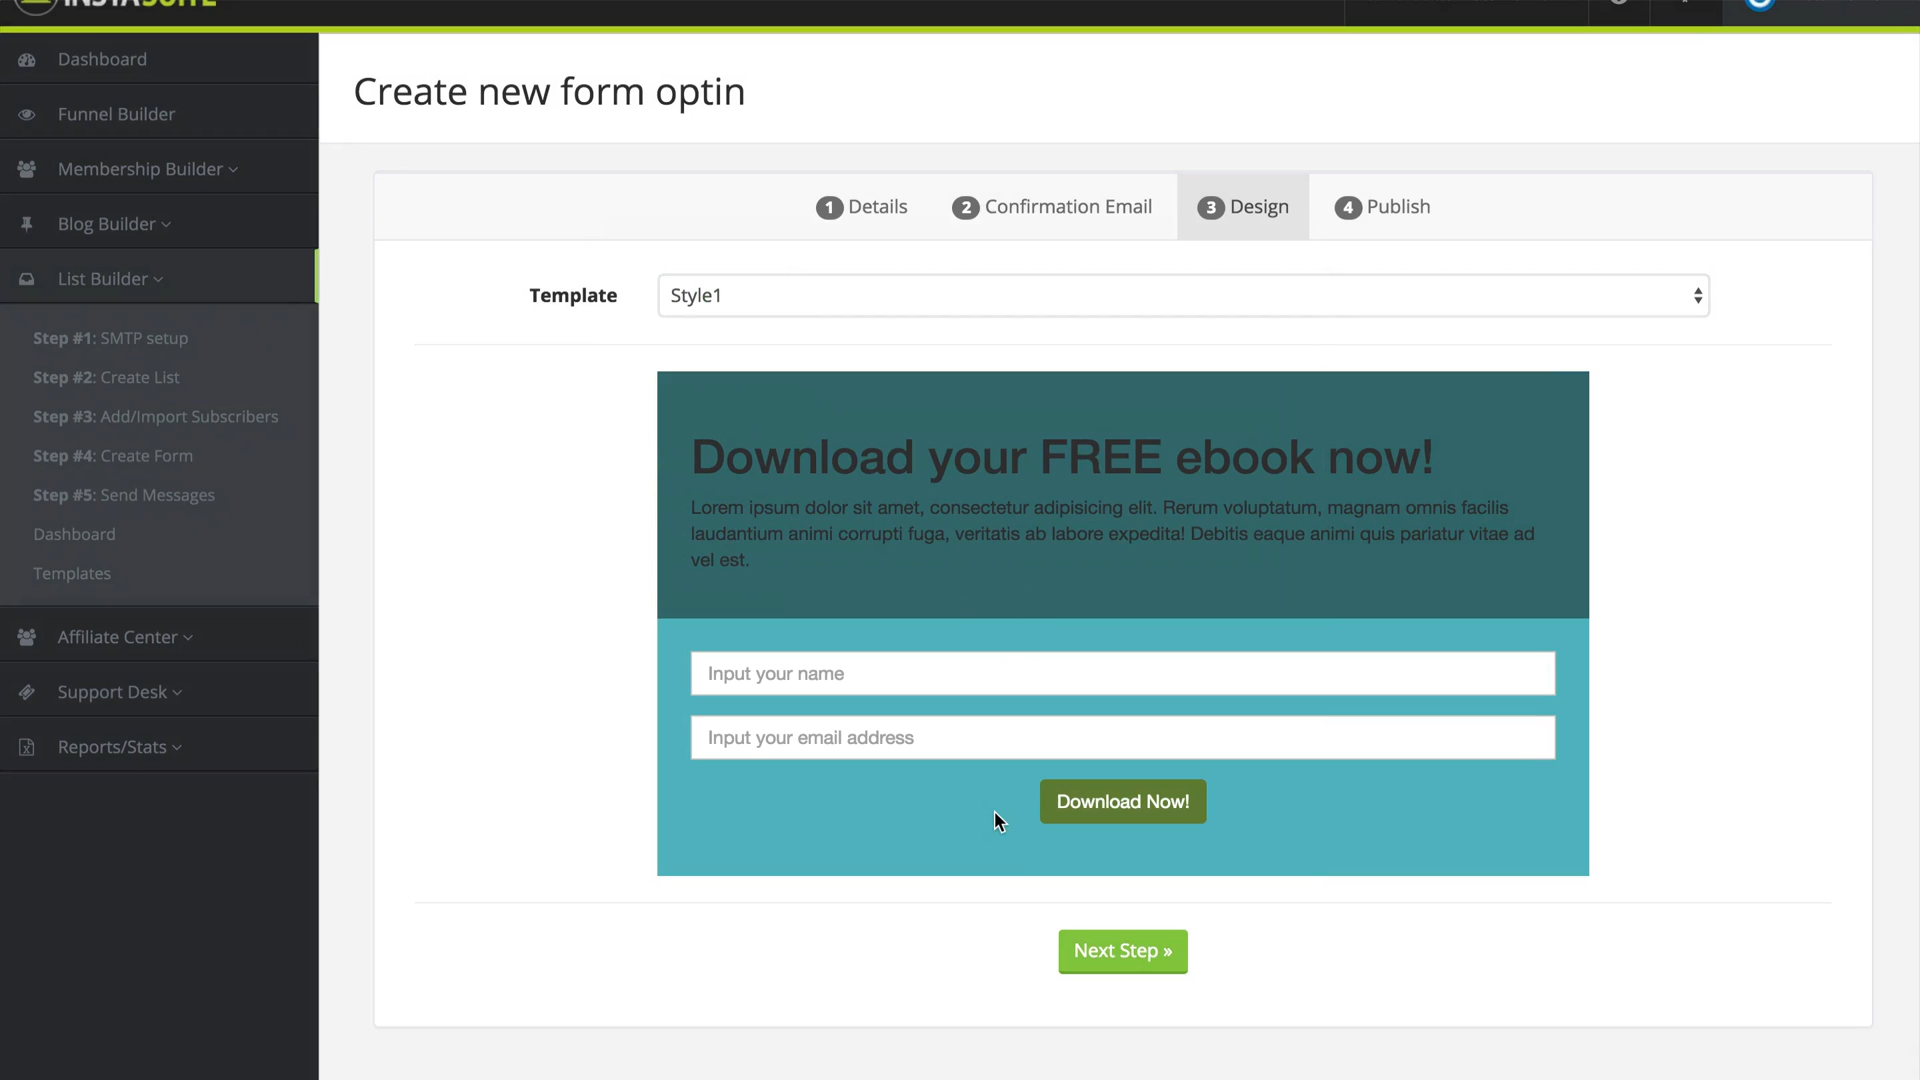 INSTASUITE
Dashboard
Funnel Builder
Membership Builder
Blog Builder
List Builder
Step #1: SMTP setup
Step #2: Create List
Step #3: Add/Import Subscribers
Step #4: Create Form
Step #5: Send Messages
Dashboard
Templates
Affiliate Center
Support Desk
Reports/Stats
Create new form optin
1 Details 2 Confirmation Email 3 Design 4 Publish
Template Style1
Download your FREE ebook now!
Lorem ipsum dolor sit amet, consectetur adipisicing elit. Rerum voluptatum, magnam omnis facilis
laudantium animi corrupti fuga, veritatis ab labore expedita! Debitis eaque animi quis pariatur vitae ad
vel est.
Input your name
Input your email address
Download Now!
Next Step »